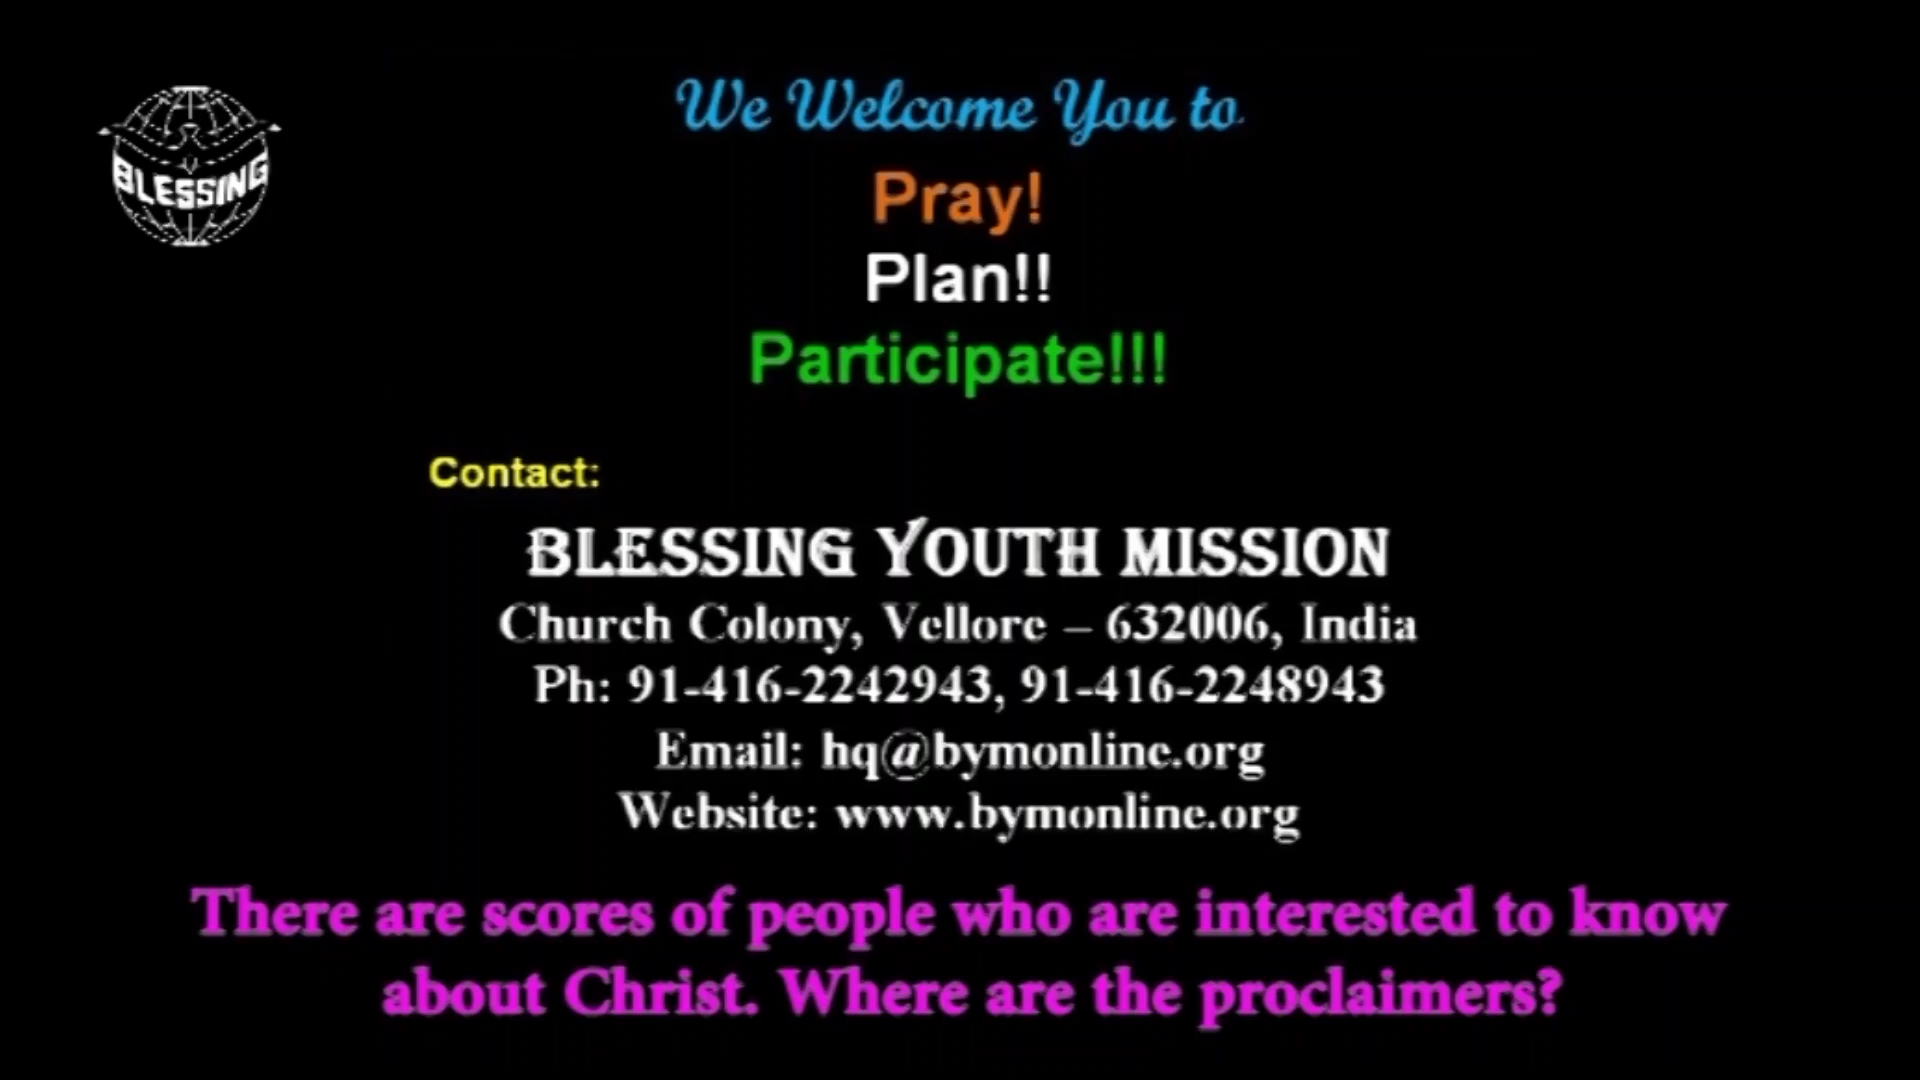 BLESSING
We Welcome You to
Pray!
Plan!!
Participate!!!
Contact:
BLESSING YOUTH MISSION
Church Colony, Vellore – 632006, India
Ph: 91-416-2242943, 91-416-2248943
Email: hq@bymonline.org
Website: www.bymonline.org
There are scores of people who are interested to know
about Christ. Where are the proclaimers?